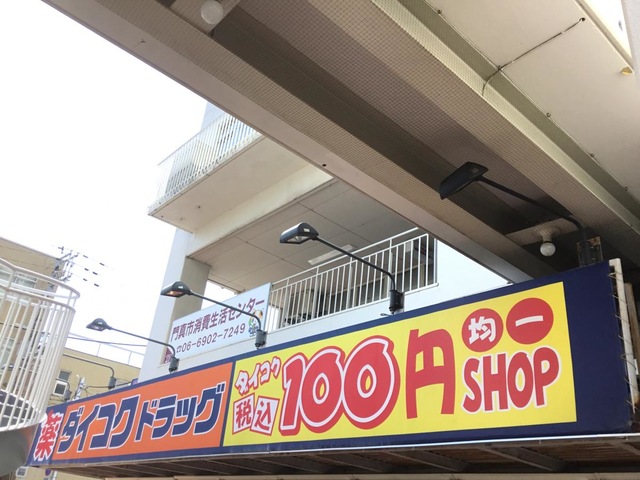 門真市消費生活センター
☎06-6902-7249
薬 ダイコクドラッグ
ダイコク
税込
100円
均一
SHOP